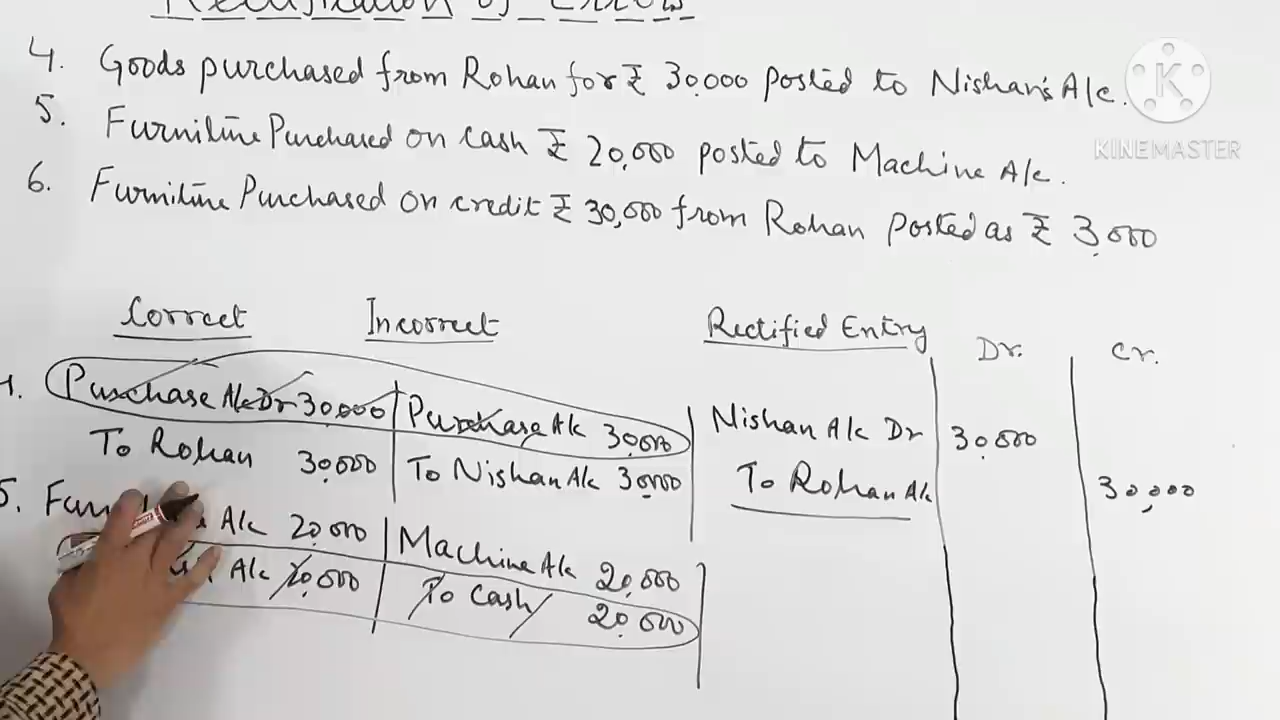 Rectification of Errors
4. Goods purchased from Rohan for ₹ 30,000 posted to Nishan's A/c.
KINEMASTER
5. Furniture Purchased on cash ₹ 20,000 posted to Machine A/c.
6. Furniture Purchased on credit ₹ 30,000 from Rohan Posted as ₹ 3,000
Correct Incorrect Rectified Entry Dr. Cr.
4. Purchase A/c Dr 30,000 Purchase A/c 30,000 Nishan A/c Dr 30,000
To Rohan 30,000 To Nishan A/c 30,000 To Rohan A/c 30,000
5. A/c 20,000 Machine A/c 20,000
A/c 20,000 To Cash 20,000